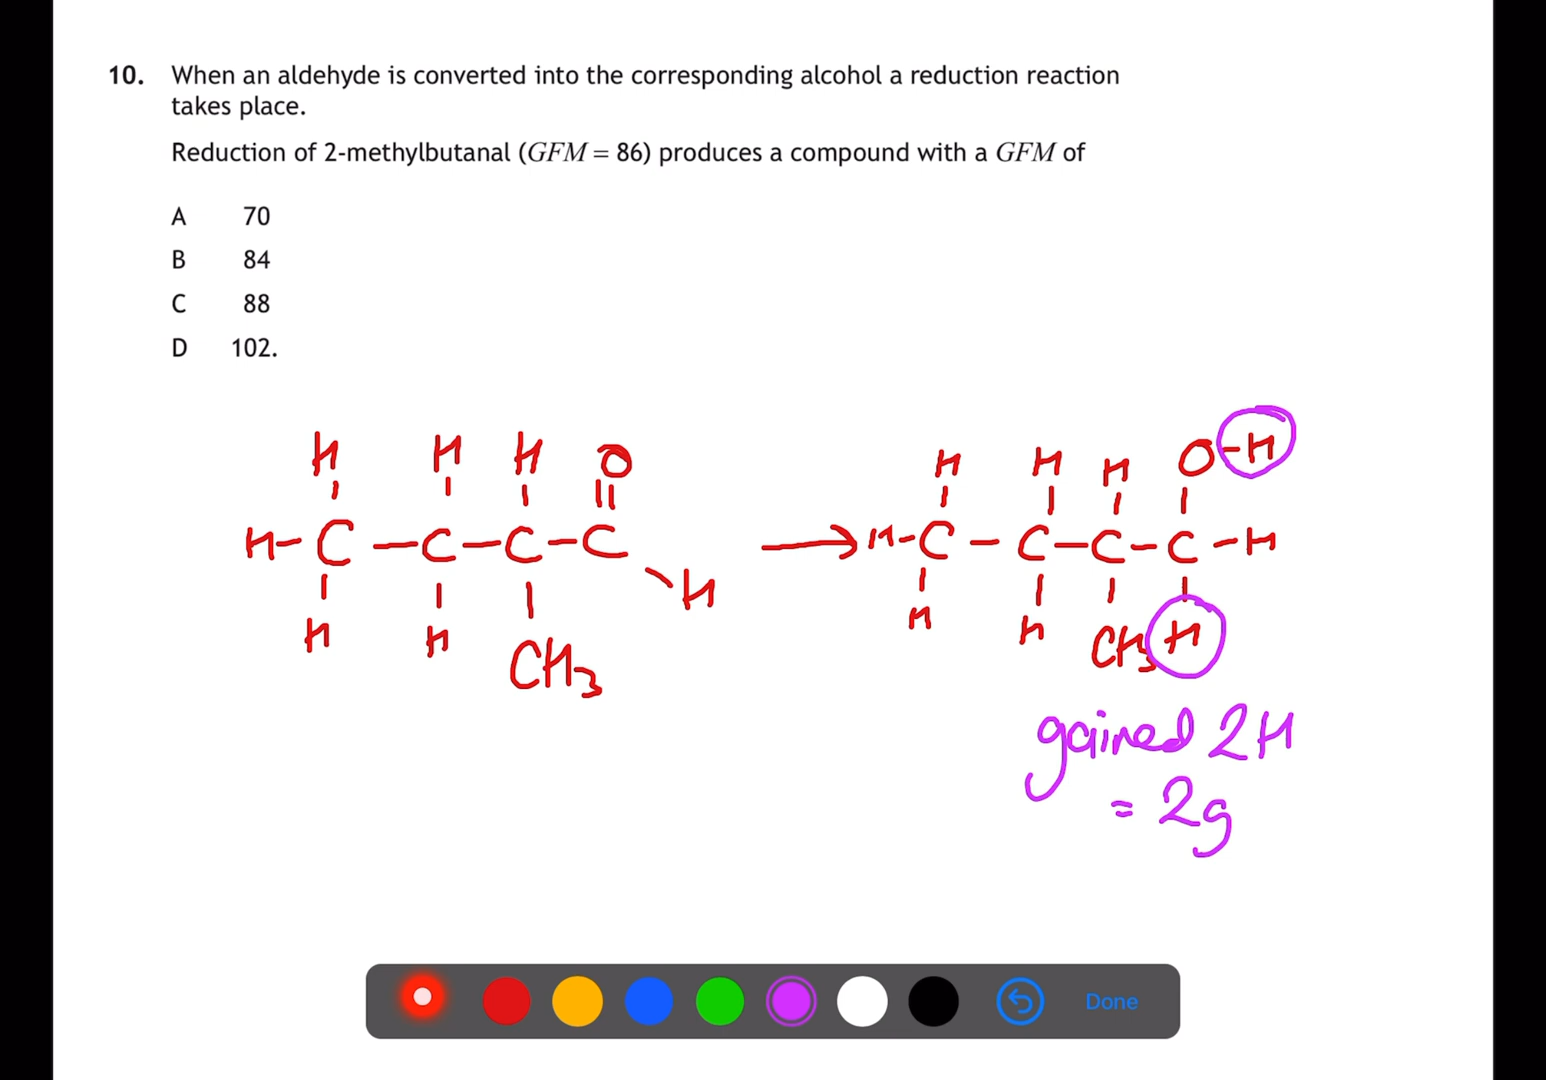 10. When an aldehyde is converted into the corresponding alcohol a reduction reaction
takes place.
Reduction of 2-methylbutanal (GFM = 86) produces a compound with a GFM of
A 70
B 84
C 88
D 102.
H H H O H H H O-H
H-C-C-C-C H-C-C-C-C-H
H
H H CH3 H H CH3 H
gained 2H
= 2g
Done